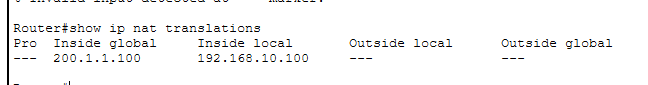 Router#show ip nat translations
Pro  Inside global     Inside local       Outside local      Outside global
---  200.1.1.100       192.168.10.100     ---                ---